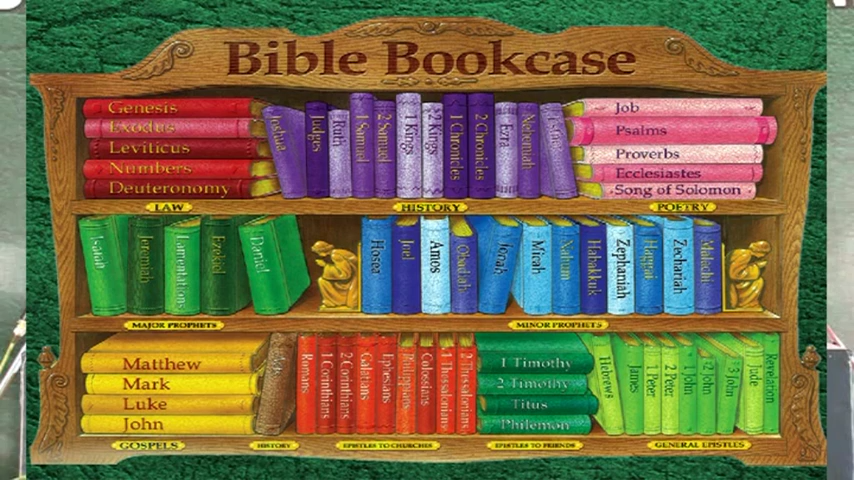 Bible Bookcase
Genesis
Exodus
Leviticus
Numbers
Deuteronomy
Joshua
Judges
Ruth
1 Samuel
2 Samuel
1 Kings
2 Kings
1 Chronicles
2 Chronicles
Ezra
Nehemiah
Esther
Job
Psalms
Proverbs
Ecclesiastes
Song of Solomon
LAW
HISTORY
POETRY
Isaiah
Jeremiah
Lamentations
Ezekiel
Daniel
Hosea
Joel
Amos
Obadiah
Jonah
Micah
Nahum
Habakkuk
Zephaniah
Haggai
Zechariah
Malachi
MAJOR PROPHETS
MINOR PROPHETS
Matthew
Mark
Luke
John
Romans
1 Corinthians
2 Corinthians
Galatians
Ephesians
Philippians
Colossians
1 Thessalonians
2 Thessalonians
1 Timothy
2 Timothy
Titus
Philemon
Hebrews
James
1 Peter
2 Peter
1 John
2 John
3 John
Jude
Revelation
GOSPELS
HISTORY
EPISTLES TO CHURCHES
EPISTLES TO FRIENDS
GENERAL EPISTLES